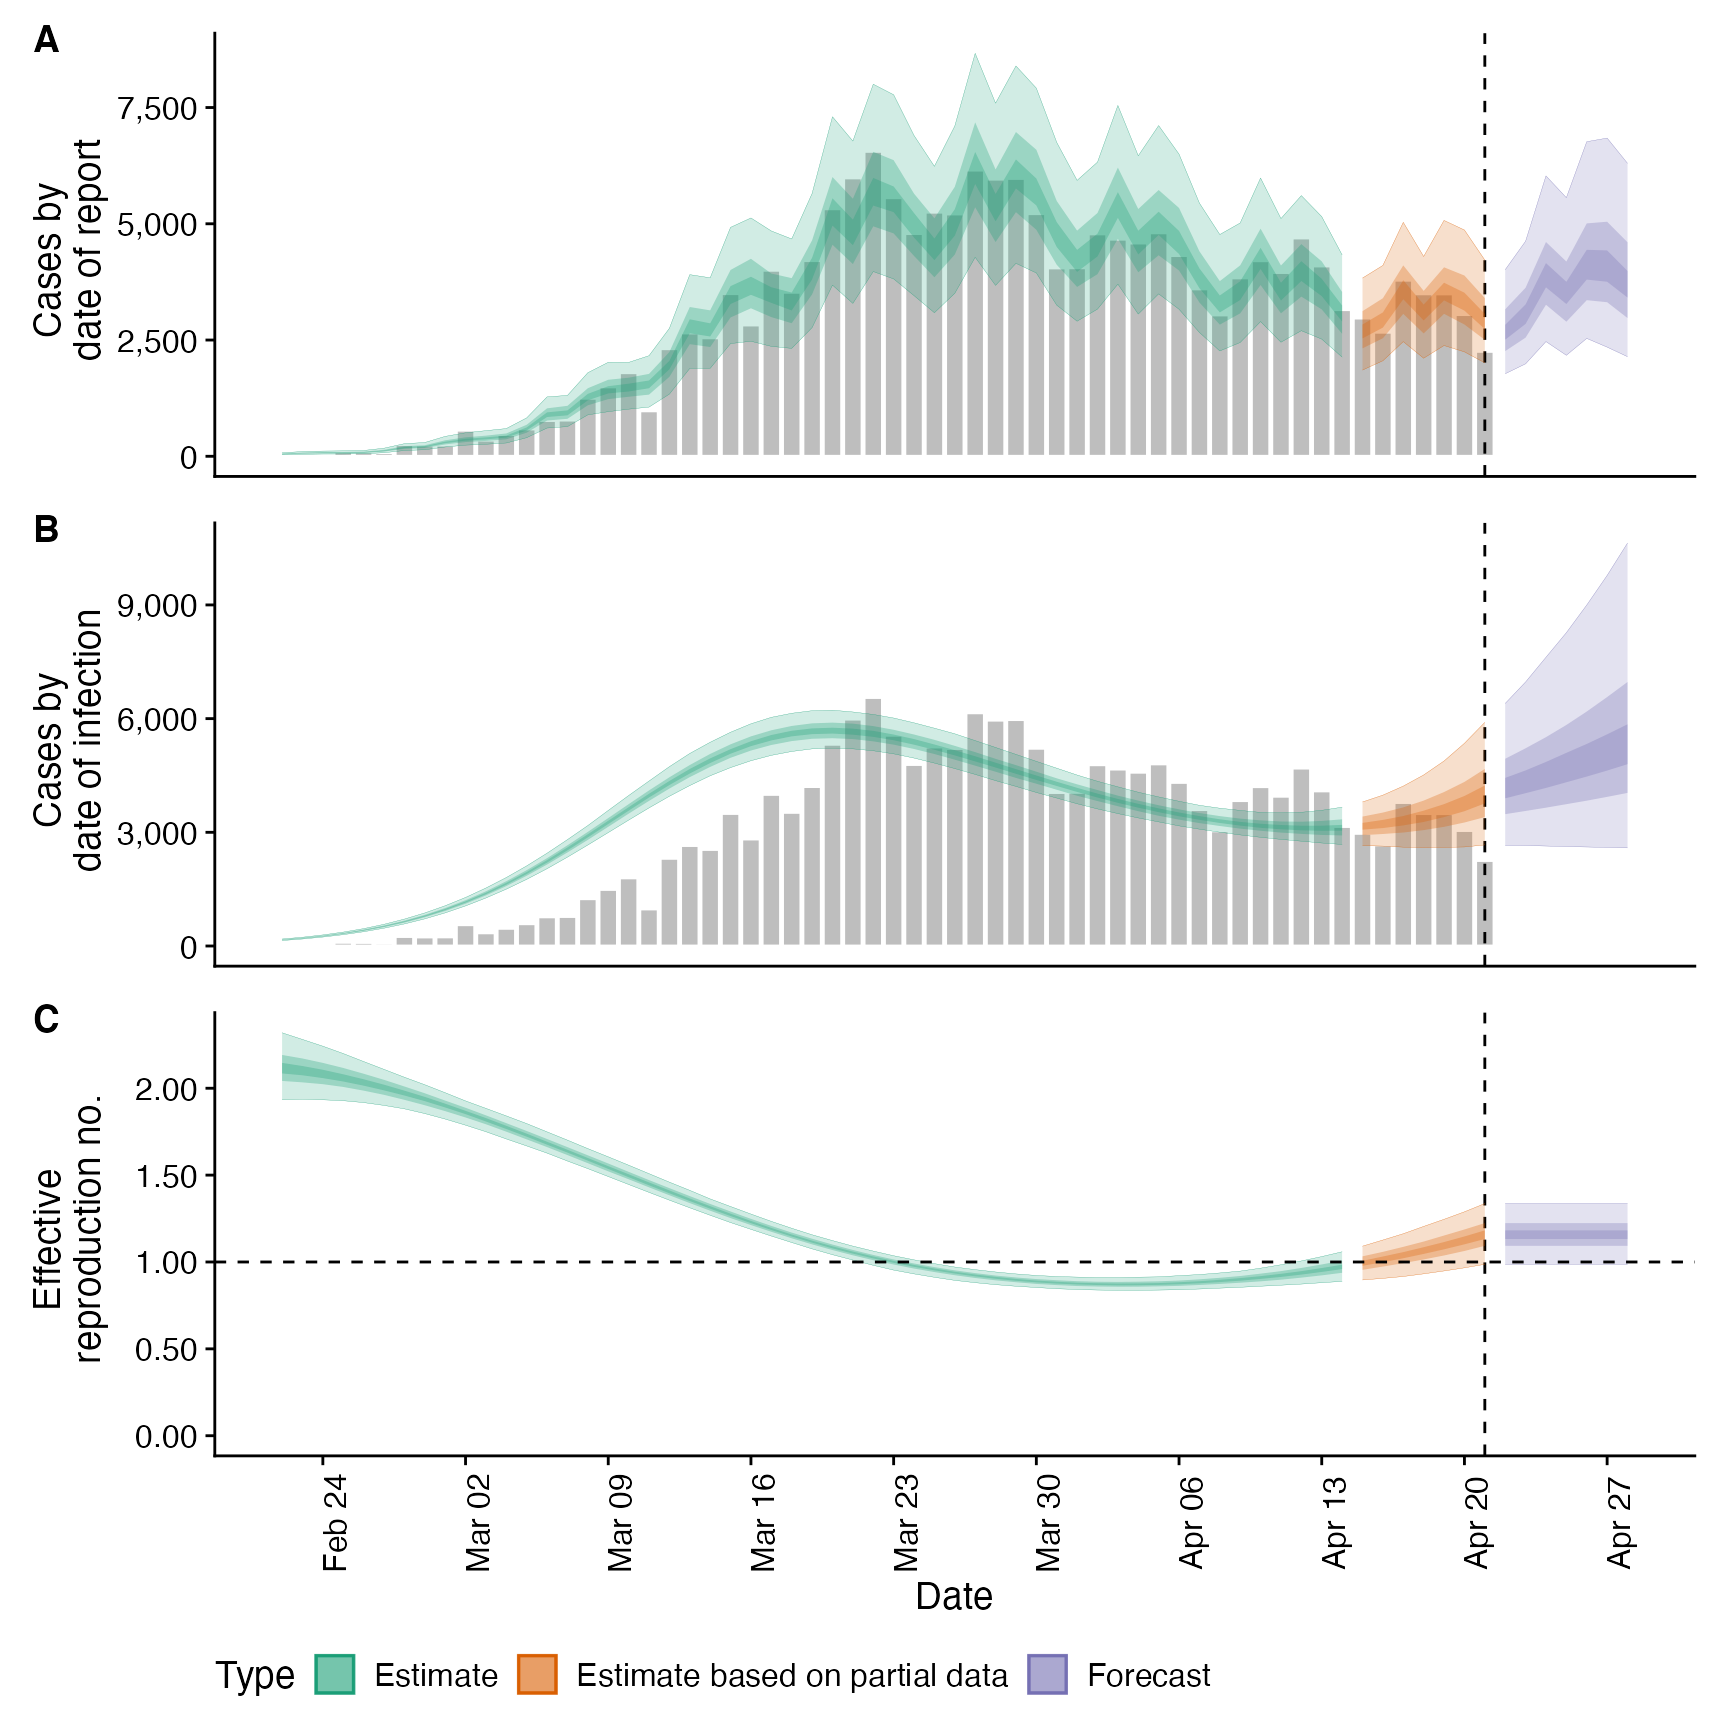 A
Cases by
date of report
7,500
5,000
2,500
0
B
Cases by
date of infection
9,000
6,000
3,000
0
C
Effective
reproduction no.
2.00
1.50
1.00
0.50
0.00
Feb 24
Mar 02
Mar 09
Mar 16
Mar 23
Mar 30
Apr 06
Apr 13
Apr 20
Apr 27
Date
Type Estimate Estimate based on partial data Forecast